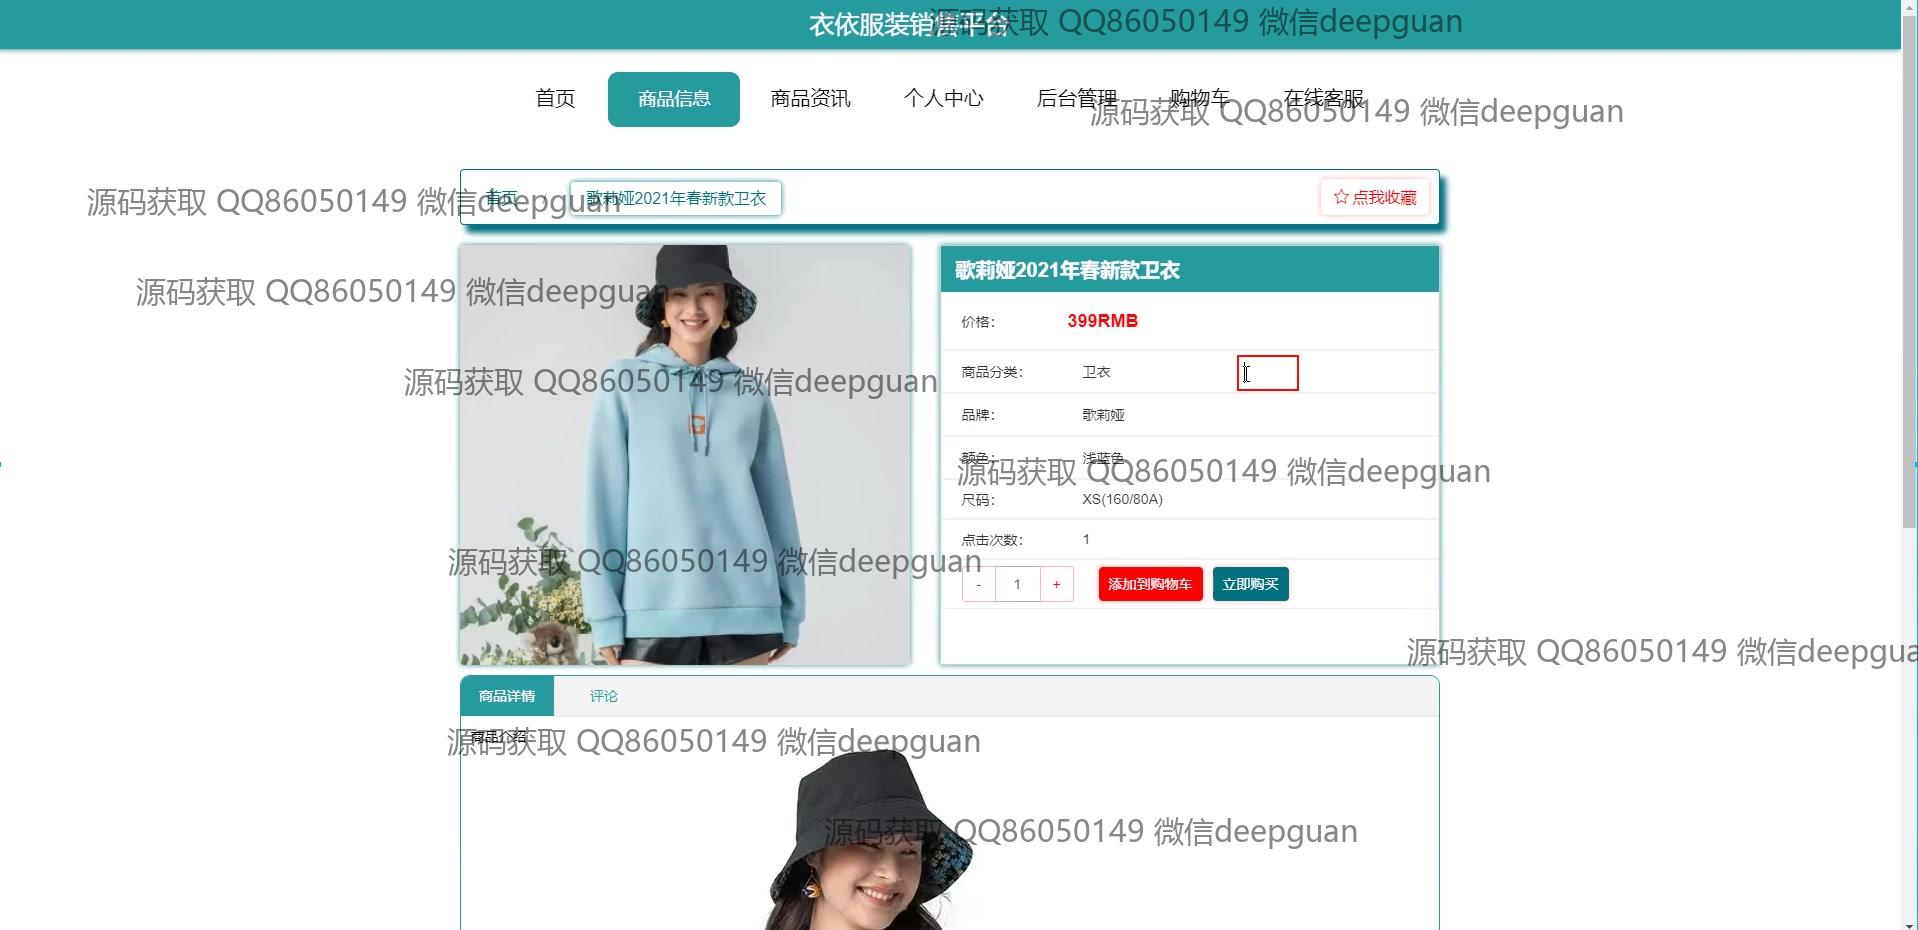 衣依服装销售平台
源码获取 QQ86050149 微信deepguan
首页
商品信息
商品资讯
个人中心
后台管理
购物车
在线客服
源码获取 QQ86050149 微信deepguan
源码获取 QQ86050149 微信deepguan
首页
歌莉娅2021年春新款卫衣
☆ 点我收藏
歌莉娅2021年春新款卫衣
源码获取 QQ86050149 微信deepguan
价格: 399RMB
商品分类: 卫衣
源码获取 QQ86050149 微信deepguan
品牌: 歌莉娅
颜色: 浅蓝色
源码获取 QQ86050149 微信deepguan
尺码: XS(160/80A)
点击次数: 1
源码获取 QQ86050149 微信deepguan
- 1 + 添加到购物车 立即购买
源码获取 QQ86050149 微信deepgua
商品详情 评论
商品介绍
源码获取 QQ86050149 微信deepguan
源码获取 QQ86050149 微信deepguan